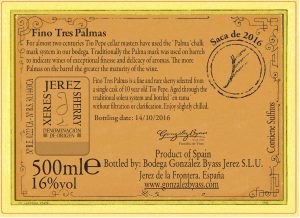 Fino Tres Palmas
Saca de 2016
For almost two centuries Tio Pepe cellar masters have used the 'Palma' chalk
mark system in our bodega. Traditionally the Palma mark was used on barrels
to indicate wines of exceptional finness and delicacy of aromas. The more
Palmas on the barrel the greater the maturity of the wine.
Fino Tres Palmas is a fine and rare sherry selected from
a single cask of 10 year old Tio Pepe. Aged through the
traditional solera system and bottled en rama
without filtration or clarification. Enjoy slightly chilled.
Bottling date: 14/10/2016
JEREZ
XERES
SHERRY
DENOMINACIÓN
DE ORIGEN
González Byass
Contiene Sulfitos
Product of Spain
500ml e
Bottled by: Bodega González Byass Jerez S.L.U.
16%vol
Jerez de la Frontera. España
www.gonzalezbyass.com